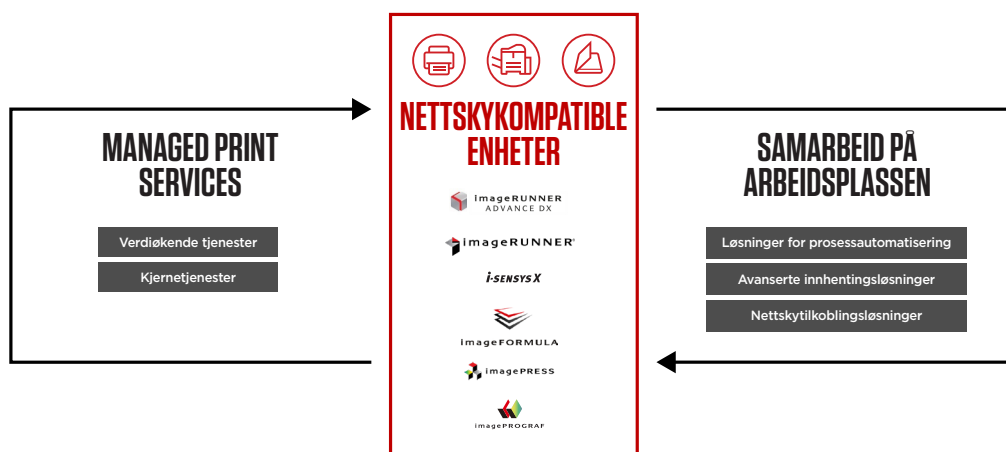 MANAGED PRINT
SERVICES
Verdiøkende tjenester
Kjernetjenester
NETTSKYKOMPATIBLE
ENHETER
imageRUNNER
ADVANCE DX
imageRUNNER
i-SENSYS X
imageFORMULA
imagePRESS
imagePROGRAF
SAMARBEID PÅ
ARBEIDSPLASSEN
Løsninger for prosessautomatisering
Avanserte innhentingsløsninger
Nettskytilkoblingsløsninger